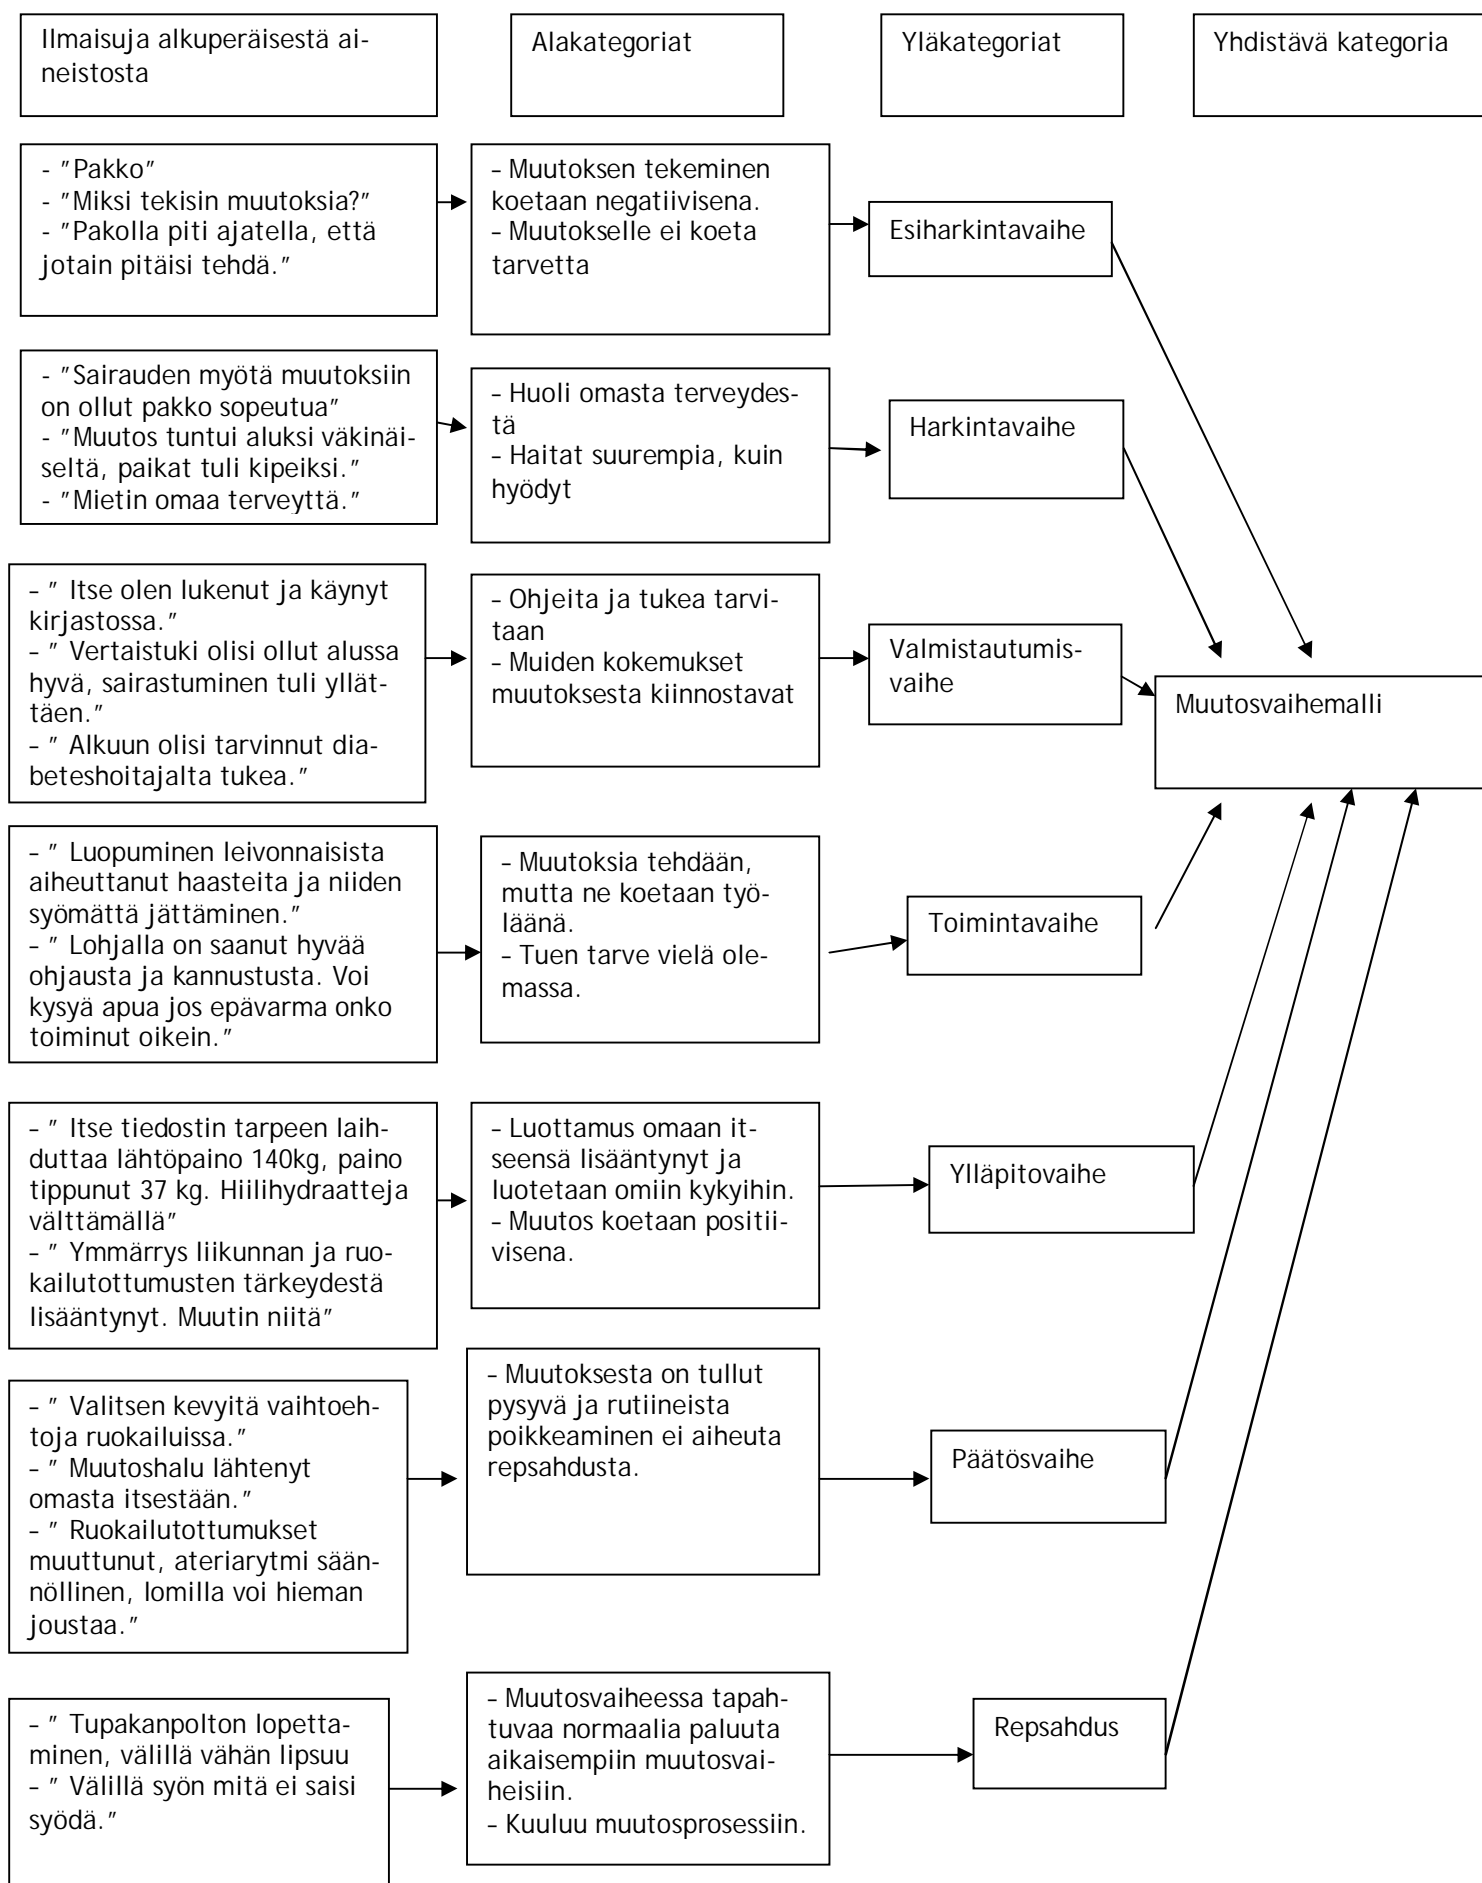 Ilmaisuja alkuperäisestä ai-
neistosta
Alakategoriat
Yläkategoriat
Yhdistävä kategoria
- "Pakko"
- "Miksi tekisin muutoksia?"
- "Pakolla piti ajatella, että
jotain pitäisi tehdä."
– Muutoksen tekeminen
koetaan negatiivisena.
– Muutokselle ei koeta
tarvetta
Esiharkintavaihe
- "Sairauden myötä muutoksiin
on ollut pakko sopeutua"
- "Muutos tuntui aluksi väkinäi-
seltä, paikat tuli kipeiksi."
- "Mietin omaa terveyttä."
– Huoli omasta terveydes-
tä
– Haitat suurempia, kuin
hyödyt
Harkintavaihe
– " Itse olen lukenut ja käynyt
kirjastossa."
– " Vertaistuki olisi ollut alussa
hyvä, sairastuminen tuli yllät-
täen."
– " Alkuun olisi tarvinnut dia-
beteshoitajalta tukea."
– Ohjeita ja tukea tarvi-
taan
– Muiden kokemukset
muutoksesta kiinnostavat
Valmistautumis-
vaihe
Muutosvaihemalli
– " Luopuminen leivonnaisista
aiheuttanut haasteita ja niiden
syömättä jättäminen."
– " Lohjalla on saanut hyvää
ohjausta ja kannustusta. Voi
kysyä apua jos epävarma onko
toiminut oikein."
– Muutoksia tehdään,
mutta ne koetaan työ-
läänä.
– Tuen tarve vielä ole-
massa.
Toimintavaihe
– " Itse tiedostin tarpeen laih-
duttaa lähtöpaino 140kg, paino
tippunut 37 kg. Hiilihydraatteja
välttämällä"
– " Ymmärrys liikunnan ja ruo-
kailutottumusten tärkeydestä
lisääntynyt. Muutin niitä"
– Luottamus omaan it-
seensä lisääntynyt ja
luotetaan omiin kykyihin.
– Muutos koetaan positii-
visena.
Ylläpitovaihe
– " Valitsen kevyitä vaihtoeh-
toja ruokailuissa."
– " Muutoshalu lähtenyt
omasta itsestään."
– " Ruokailutottumukset
muuttunut, ateriarytmi sään-
nöllinen, lomilla voi hieman
joustaa."
– Muutoksesta on tullut
pysyvä ja rutiineista
poikkeaminen ei aiheuta
repsahdusta.
Päätösvaihe
– " Tupakanpolton lopetta-
minen, välillä vähän lipsuu
– " Välillä syön mitä ei saisi
syödä."
– Muutosvaiheessa tapah-
tuvaa normaalia paluuta
aikaisempiin muutosvai-
heisiin.
– Kuuluu muutosprosessiin.
Repsahdus